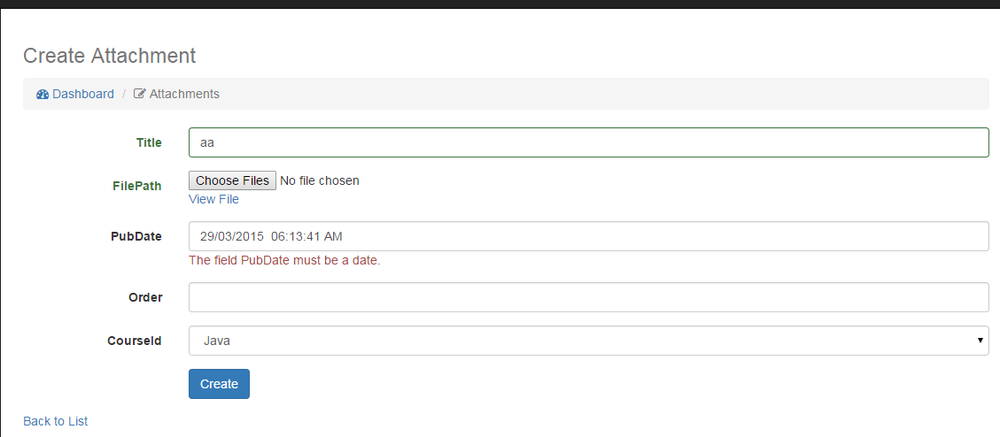 Create Attachment
Dashboard / Attachments
Title aa
FilePath Choose Files No file chosen
View File
PubDate 29/03/2015 06:13:41 AM
The field PubDate must be a date.
Order
CourseId Java
Create
Back to List